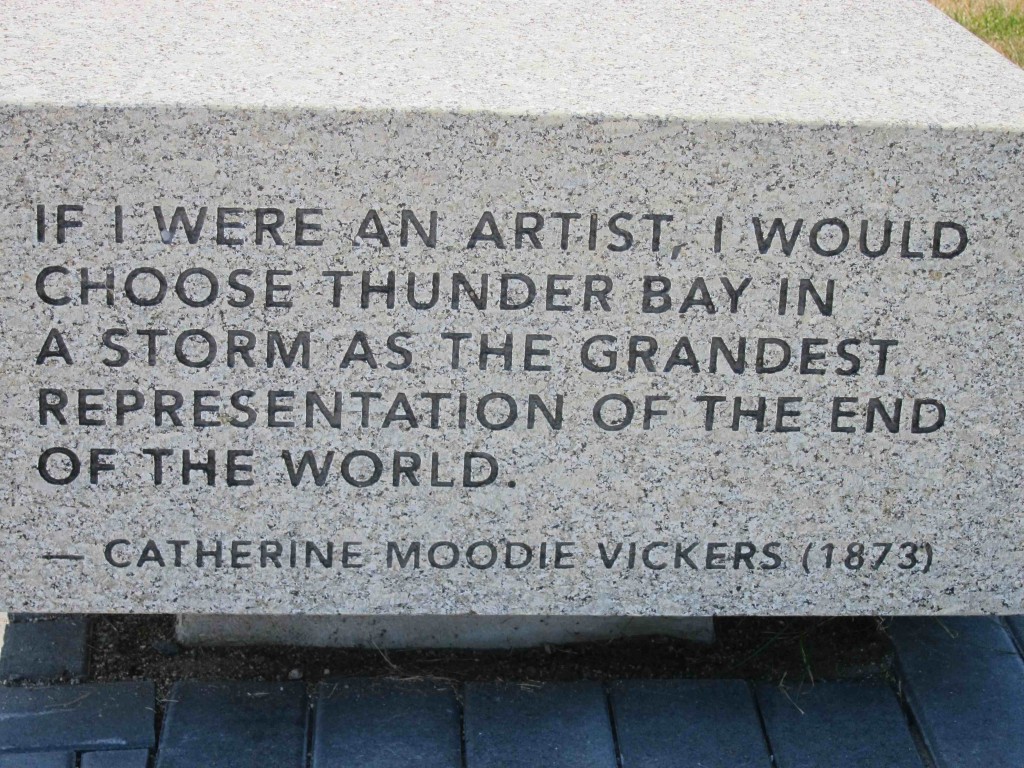 IF I WERE AN ARTIST, I WOULD
CHOOSE THUNDER BAY IN
A STORM AS THE GRANDEST
REPRESENTATION OF THE END
OF THE WORLD.
— CATHERINE MOODIE VICKERS (1873)